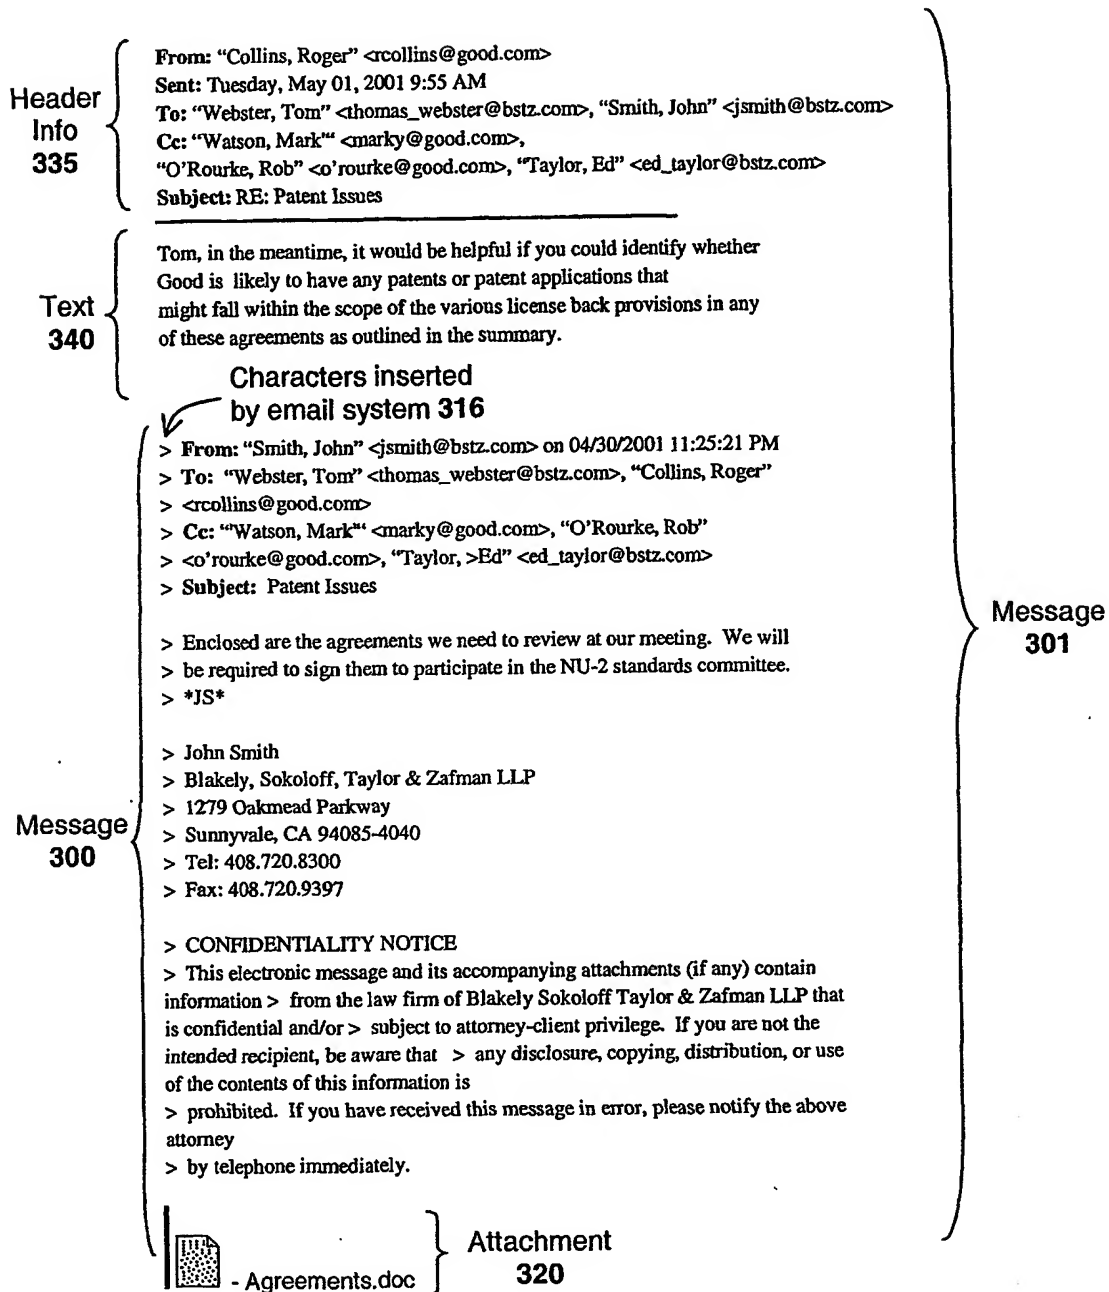 From: "Collins, Roger" <rcollins@good.com>
Sent: Tuesday, May 01, 2001 9:55 AM
To: "Webster, Tom" <thomas_webster@bstz.com>, "Smith, John" <jsmith@bstz.com>
Cc: "Watson, Mark'" <marky@good.com>,
"O'Rourke, Rob" <o'rourke@good.com>, "Taylor, Ed" <ed_taylor@bstz.com>
Subject: RE: Patent Issues
Header
Info
335
Tom, in the meantime, it would be helpful if you could identify whether
Good is likely to have any patents or patent applications that
might fall within the scope of the various license back provisions in any
of these agreements as outlined in the summary.
Text
340
Characters inserted
by email system 316
> From: "Smith, John" <jsmith@bstz.com> on 04/30/2001 11:25:21 PM
> To: "Webster, Tom" <thomas_webster@bstz.com>, "Collins, Roger"
> <rcollins@good.com>
> Cc: "'Watson, Mark'" <marky@good.com>, "O'Rourke, Rob"
> <o'rourke@good.com>, "Taylor, >Ed" <ed_taylor@bstz.com>
> Subject: Patent Issues
> Enclosed are the agreements we need to review at our meeting. We will
> be required to sign them to participate in the NU-2 standards committee.
> *JS*
> John Smith
> Blakely, Sokoloff, Taylor & Zafman LLP
> 1279 Oakmead Parkway
> Sunnyvale, CA 94085-4040
> Tel: 408.720.8300
> Fax: 408.720.9397
> CONFIDENTIALITY NOTICE
> This electronic message and its accompanying attachments (if any) contain
information > from the law firm of Blakely Sokoloff Taylor & Zafman LLP that
is confidential and/or > subject to attorney-client privilege. If you are not the
intended recipient, be aware that > any disclosure, copying, distribution, or use
of the contents of this information is
> prohibited. If you have received this message in error, please notify the above
attorney
> by telephone immediately.
Message
300
Message
301
- Agreements.doc
Attachment
320